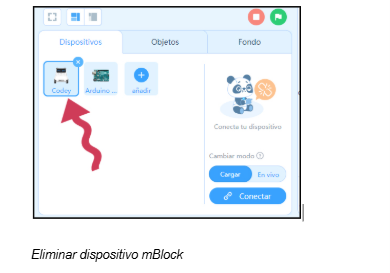 Dispositivos Objetos Fondo
Codey Arduino ... añadir
Conecta tu dispositivo
Cambiar modo ?
Cargar En vivo
Conectar
Eliminar dispositivo mBlock